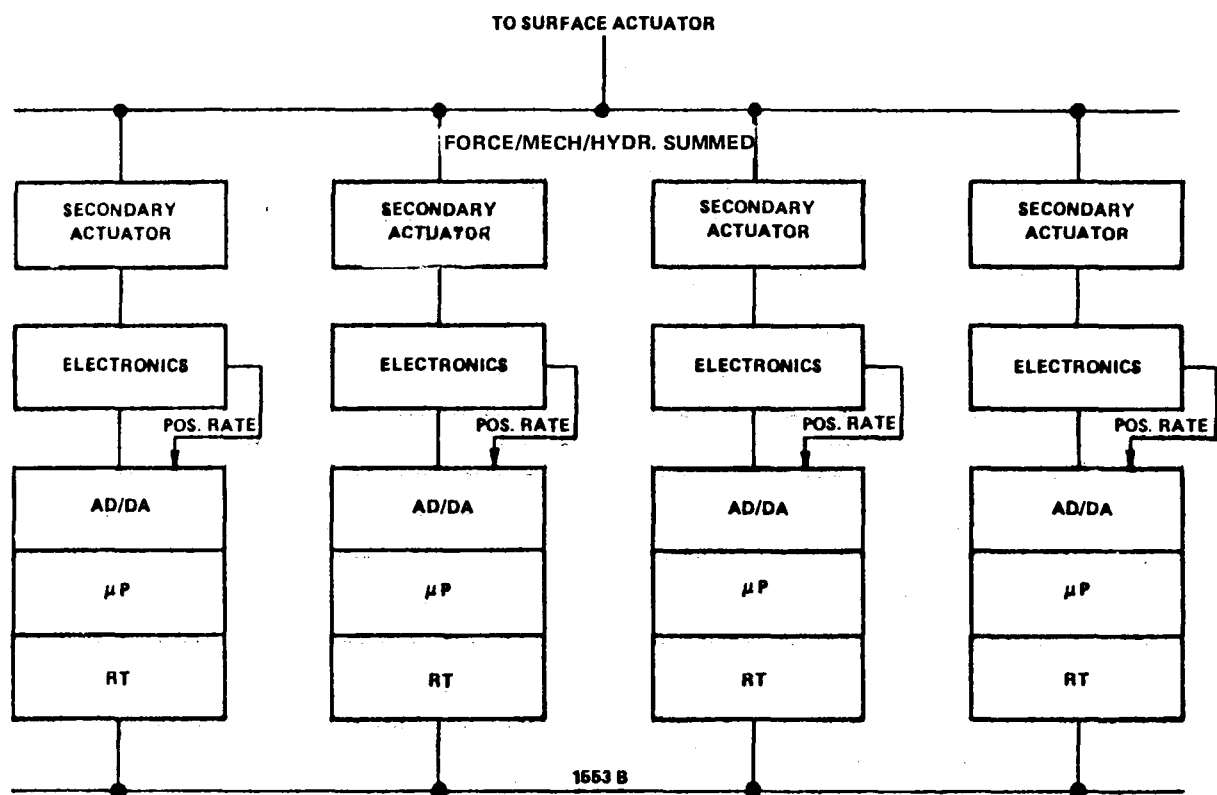 TO SURFACE ACTUATOR
FORCE/MECH/HYDR. SUMMED
SECONDARY
ACTUATOR
SECONDARY
ACTUATOR
SECONDARY
ACTUATOR
SECONDARY
ACTUATOR
ELECTRONICS
ELECTRONICS
ELECTRONICS
ELECTRONICS
POS. RATE
POS. RATE
POS. RATE
POS. RATE
AD/DA
AD/DA
AD/DA
AD/DA
μP
μP
μP
μP
RT
RT
RT
RT
1553 B